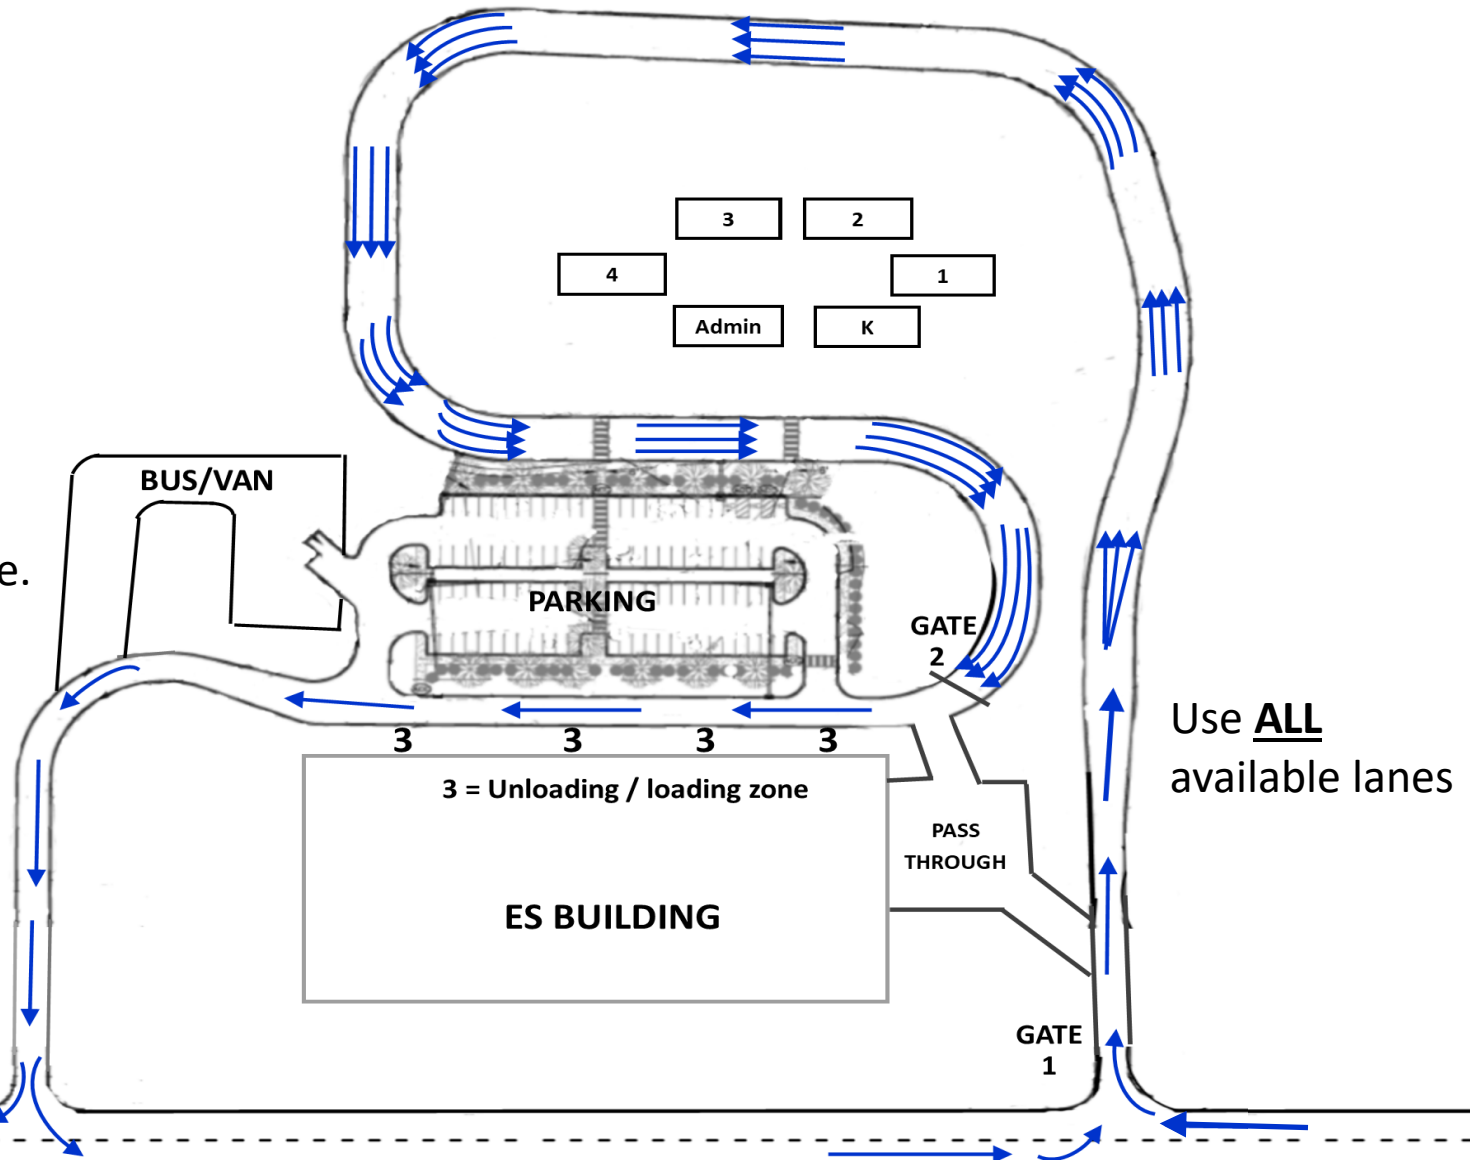 3
2
4
1
Admin
K
BUS/VAN
e.
PARKING
GATE
2
Use ALL
available lanes
3
3
3
3
3 = Unloading / loading zone
PASS
THROUGH
ES BUILDING
GATE
1